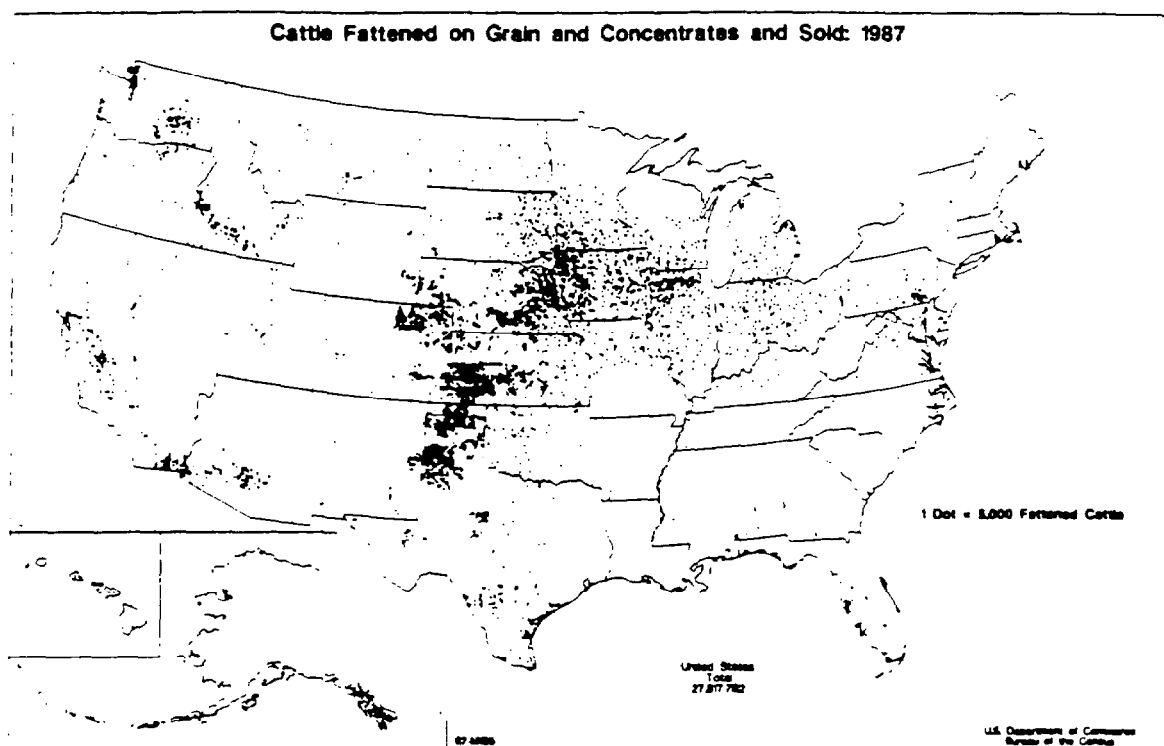 Cattle Fattened on Grain and Concentrates and Sold: 1987
1 Dot = 5,000 Fattened Cattle
United States
Total
U.S. Department of Commerce
Bureau of the Census